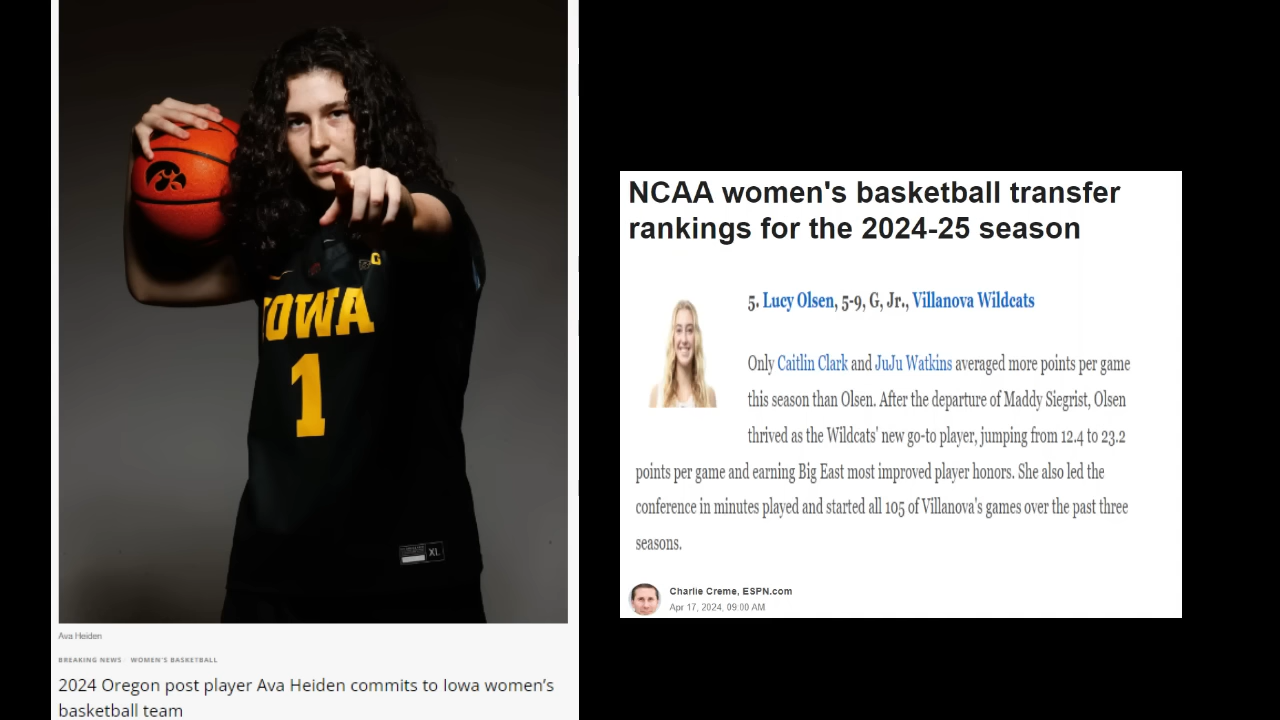 IOWA
1
G
XL
Ava Heiden
BREAKING NEWS WOMEN'S BASKETBALL
2024 Oregon post player Ava Heiden commits to Iowa women's
basketball team
NCAA women's basketball transfer
rankings for the 2024-25 season
5. Lucy Olsen, 5-9, G, Jr., Villanova Wildcats
Only Caitlin Clark and JuJu Watkins averaged more points per game
this season than Olsen. After the departure of Maddy Siegrist, Olsen
thrived as the Wildcats' new go-to player, jumping from 12.4 to 23.2
points per game and earning Big East most improved player honors. She also led the
conference in minutes played and started all 105 of Villanova's games over the past three
seasons.
Charlie Creme, ESPN.com
Apr 17, 2024, 09:00 AM